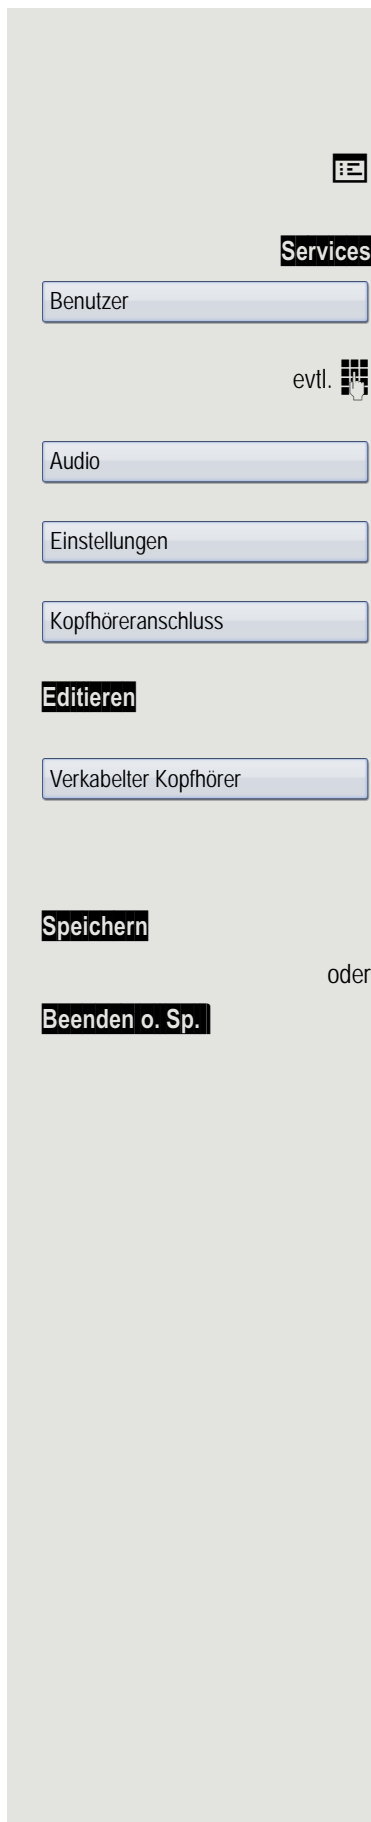 Services
Benutzer
evtl.
Audio
Einstellungen
Kopfhöreranschluss
Editieren
Verkabelter Kopfhörer
Speichern
oder
Beenden o. Sp.